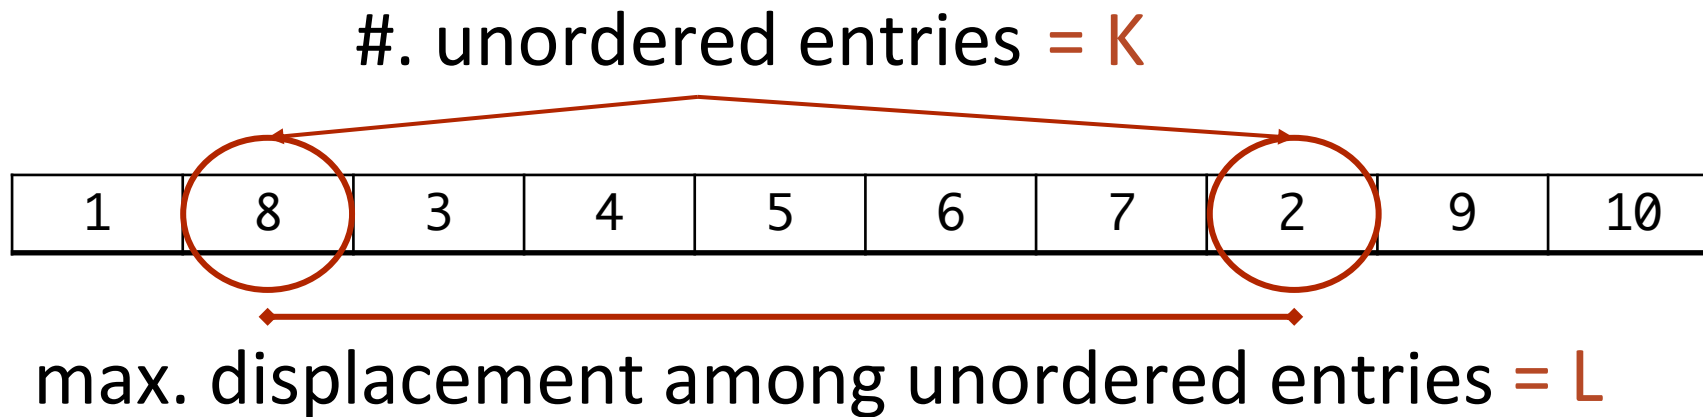 #. unordered entries = K
1 8 3 4 5 6 7 2 9 10
max. displacement among unordered entries = L